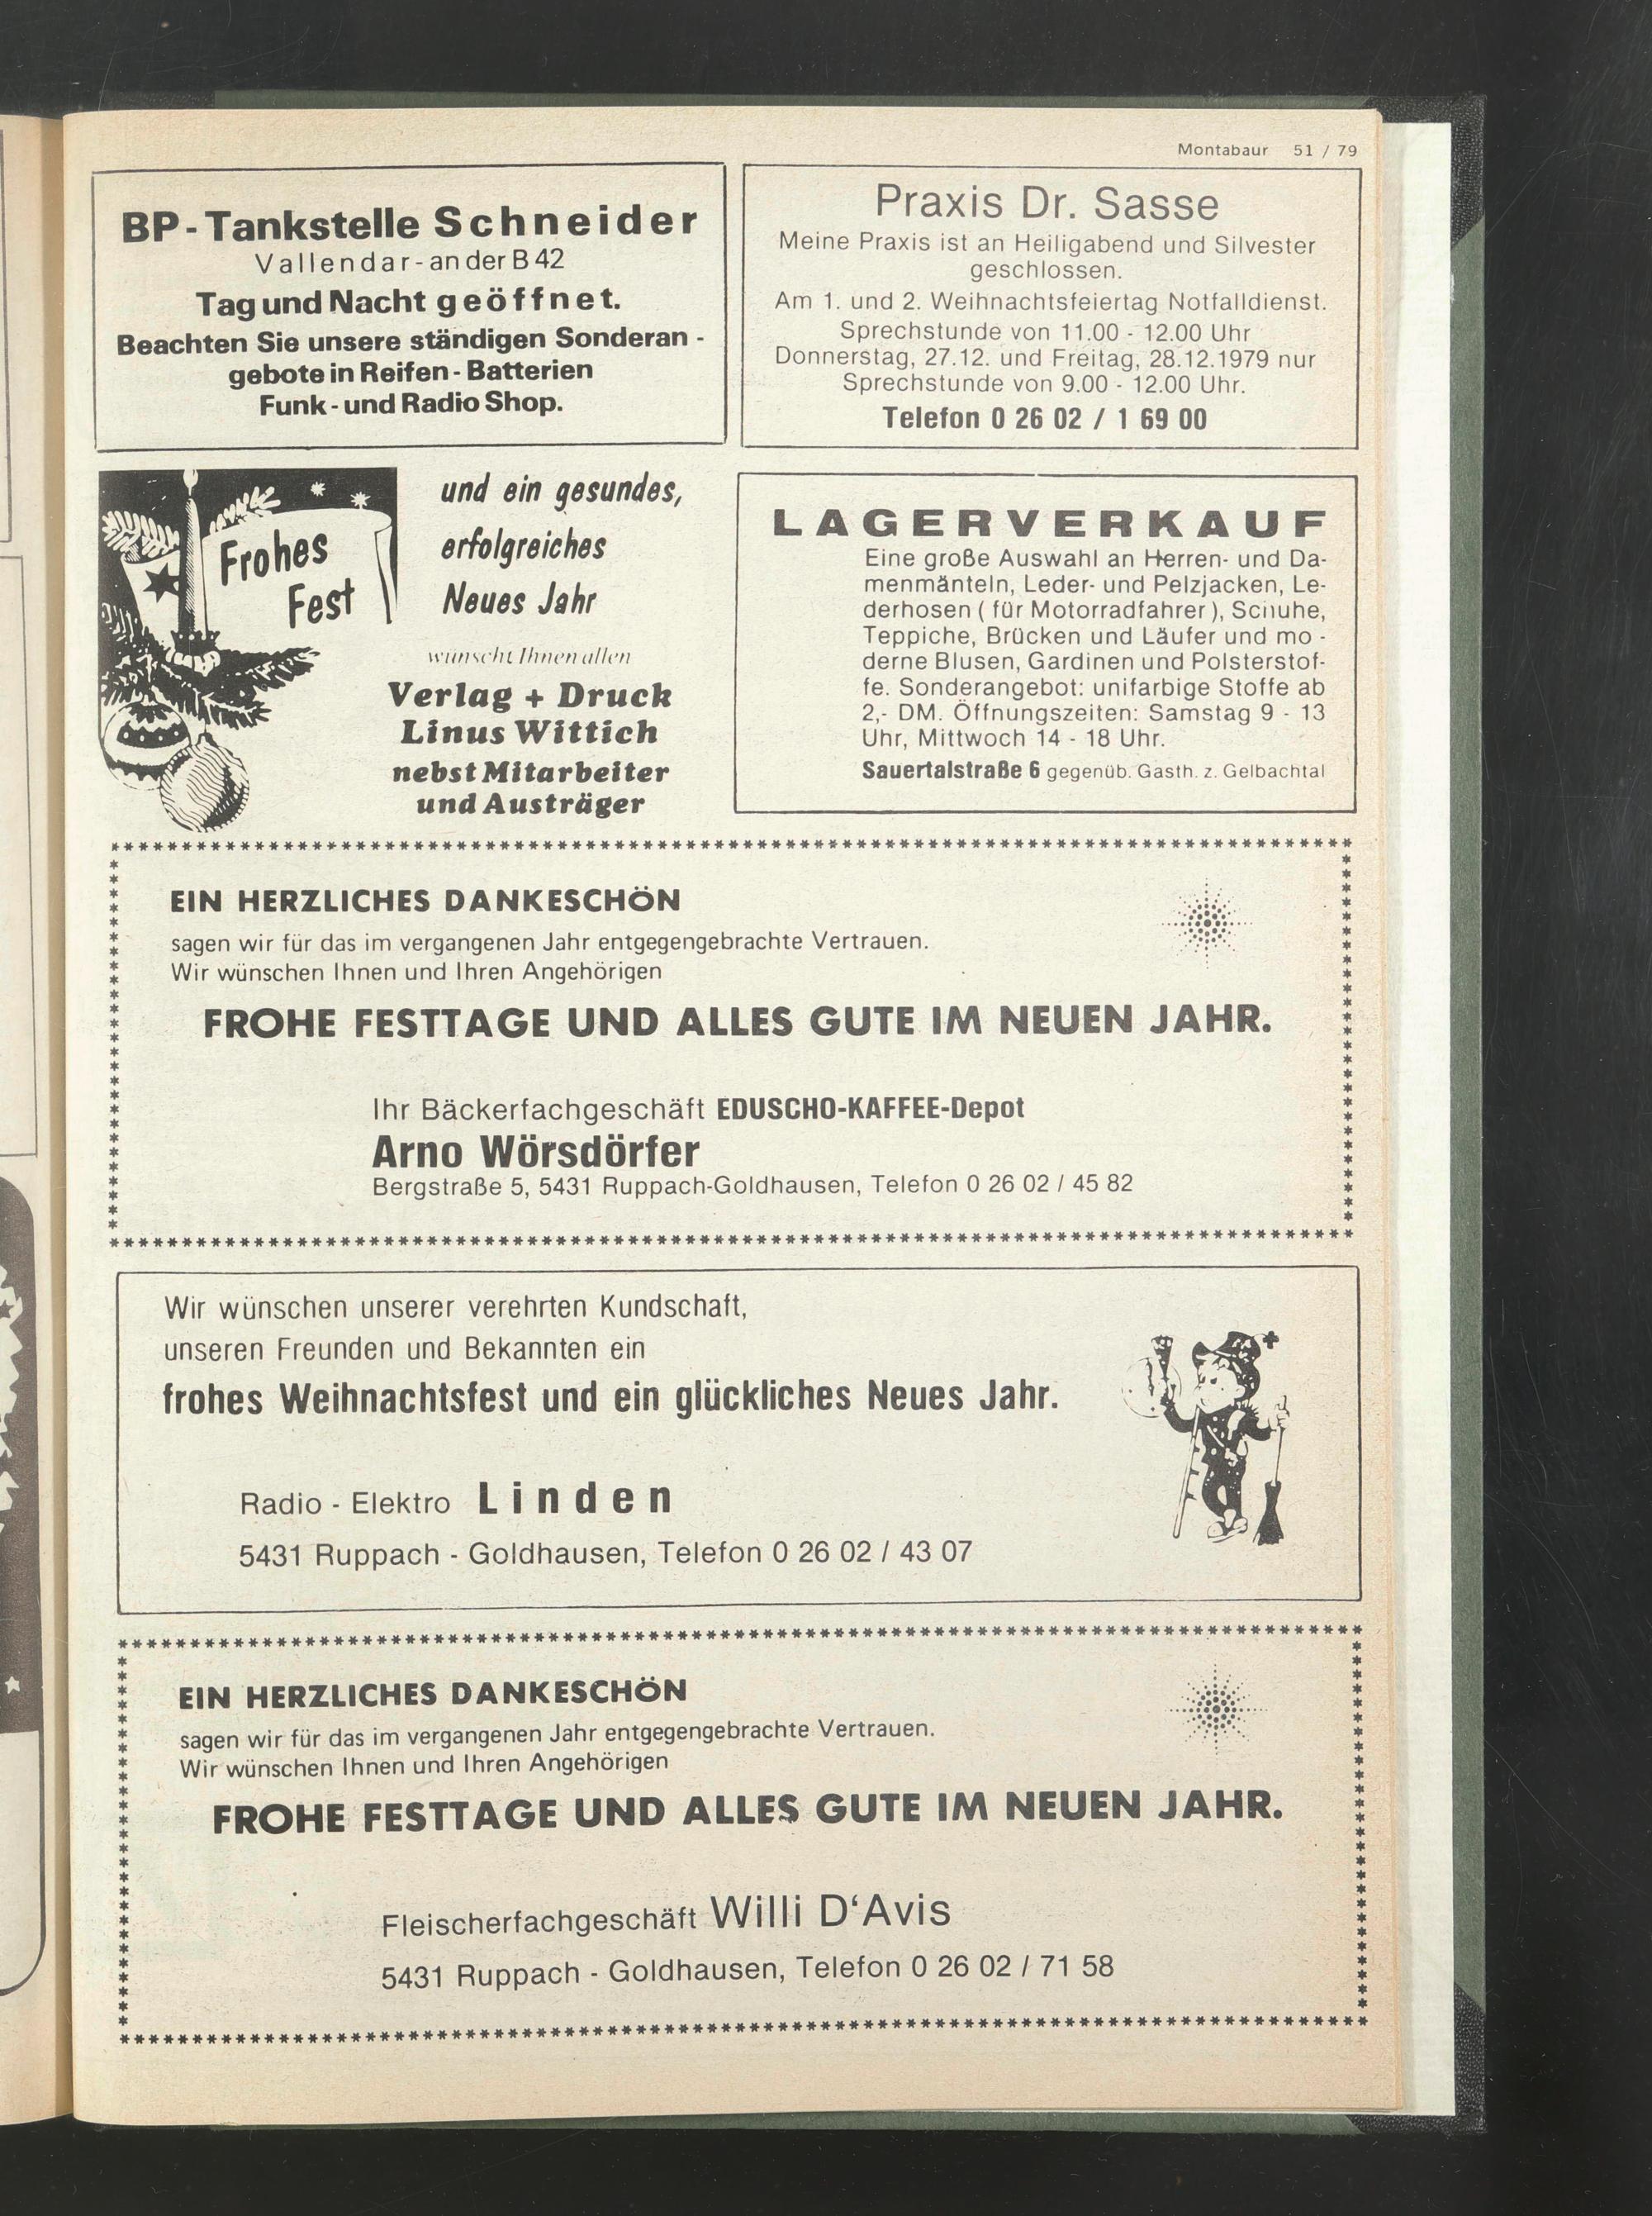 Montabaur 51 / 79
BP-Tankstelle Schneider
Vallendar-an der B 42
Tag und Nacht geöffnet.
Beachten Sie unsere ständigen Sonderan -
gebote in Reifen - Batterien
Funk - und Radio Shop.
Praxis Dr. Sasse
Meine Praxis ist an Heiligabend und Silvester
geschlossen.
Am 1. und 2. Weihnachtsfeiertag Notfalldienst.
Sprechstunde von 11.00 - 12.00 Uhr
Donnerstag, 27.12. und Freitag, 28.12.1979 nur
Sprechstunde von 9.00 - 12.00 Uhr.
Telefon 0 26 02 / 1 69 00
Frohes
Fest
und ein gesundes,
erfolgreiches
Neues Jahr
wünscht Ihnen allen
Verlag + Druck
Linus Wittich
nebst Mitarbeiter
und Austräger
LAGERVERKAUF
Eine große Auswahl an Herren- und Da-
menmänteln, Leder- und Pelzjacken, Le-
derhosen ( für Motorradfahrer ), Schuhe,
Teppiche, Brücken und Läufer und mo -
derne Blusen, Gardinen und Polsterstof-
fe. Sonderangebot: unifarbige Stoffe ab
2,- DM. Öffnungszeiten: Samstag 9 - 13
Uhr, Mittwoch 14 - 18 Uhr.
Sauertalstraße 6 gegenüb. Gasth. z. Gelbachtal
EIN HERZLICHES DANKESCHÖN
sagen wir für das im vergangenen Jahr entgegengebrachte Vertrauen.
Wir wünschen Ihnen und Ihren Angehörigen
FROHE FESTTAGE UND ALLES GUTE IM NEUEN JAHR.
Ihr Bäckerfachgeschäft EDUSCHO-KAFFEE-Depot
Arno Wörsdörfer
Bergstraße 5, 5431 Ruppach-Goldhausen, Telefon 0 26 02 / 45 82
Wir wünschen unserer verehrten Kundschaft,
unseren Freunden und Bekannten ein
frohes Weihnachtsfest und ein glückliches Neues Jahr.
Radio - Elektro Linden
5431 Ruppach - Goldhausen, Telefon 0 26 02 / 43 07
EIN HERZLICHES DANKESCHÖN
sagen wir für das im vergangenen Jahr entgegengebrachte Vertrauen.
Wir wünschen Ihnen und Ihren Angehörigen
FROHE FESTTAGE UND ALLES GUTE IM NEUEN JAHR.
Fleischerfachgeschäft Willi D‘Avis
5431 Ruppach - Goldhausen, Telefon 0 26 02 / 71 58